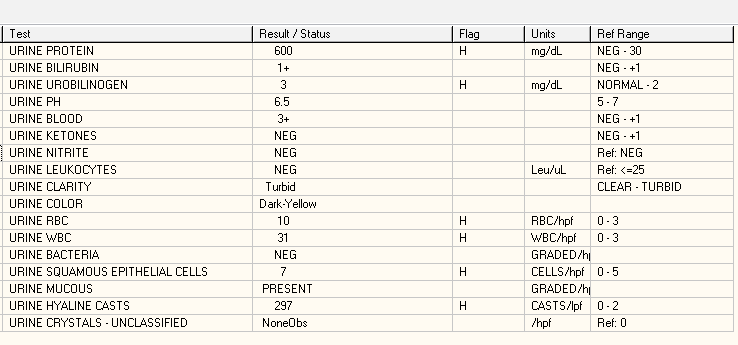 Test Result / Status Flag Units Ref Range
URINE PROTEIN 600 H mg/dL NEG - 30
URINE BILIRUBIN 1+ NEG - +1
URINE UROBILINOGEN 3 H mg/dL NORMAL - 2
URINE PH 6.5 5 - 7
URINE BLOOD 3+ NEG - +1
URINE KETONES NEG NEG - +1
URINE NITRITE NEG Ref: NEG
URINE LEUKOCYTES NEG Leu/uL Ref: <=25
URINE CLARITY Turbid CLEAR - TURBID
URINE COLOR Dark-Yellow
URINE RBC 10 H RBC/hpf 0 - 3
URINE WBC 31 H WBC/hpf 0 - 3
URINE BACTERIA NEG GRADED/h
URINE SQUAMOUS EPITHELIAL CELLS 7 H CELLS/hpf 0 - 5
URINE MUCOUS PRESENT GRADED/h
URINE HYALINE CASTS 297 H CASTS/lpf 0 - 2
URINE CRYSTALS - UNCLASSIFIED NoneObs /hpf Ref: 0